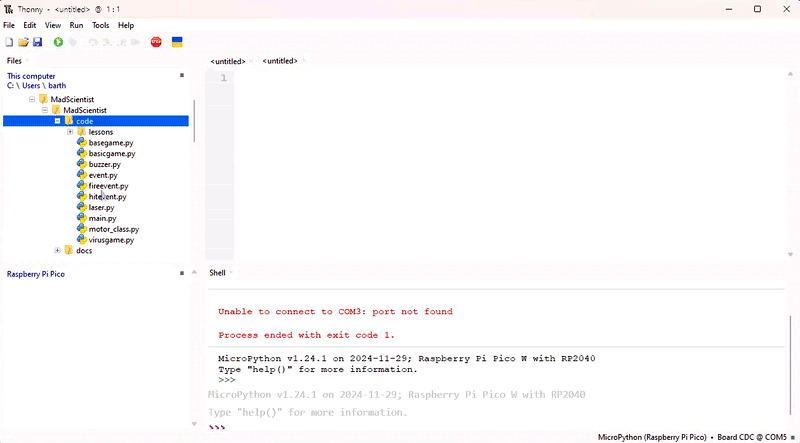 Thonny - <untitled> @ 1 : 1
File Edit View Run Tools Help
STOP
Files
This computer
C: \ Users \ barth
MadScientist
MadScientist
code
lessons
basegame.py
basicgame.py
buzzer.py
event.py
fireevent.py
hitevent.py
laser.py
main.py
motor_class.py
virusgame.py
docs
Raspberry Pi Pico
<untitled> <untitled>
1
Shell
Unable to connect to COM3: port not found
Process ended with exit code 1.
MicroPython v1.24.1 on 2024-11-29; Raspberry Pi Pico W with RP2040
Type "help()" for more information.
>>>
MicroPython v1.24.1 on 2024-11-29; Raspberry Pi Pico W with RP2040
Type "help()" for more information.
>>>
MicroPython (Raspberry Pi Pico) • Board CDC @ COM5